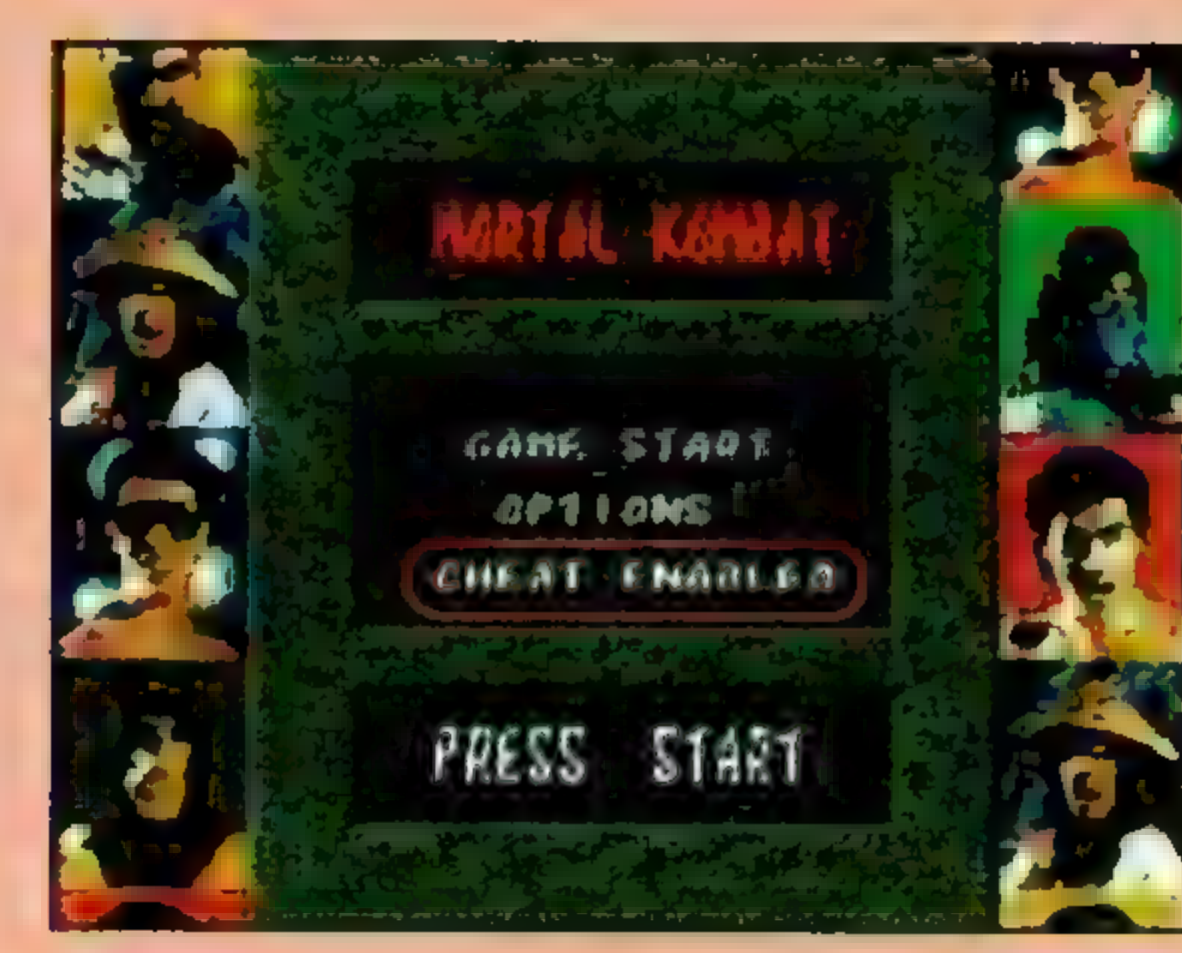 MORTAL KOMBAT
GAME START
OPTIONS
CHEAT ENABLED
PRESS START